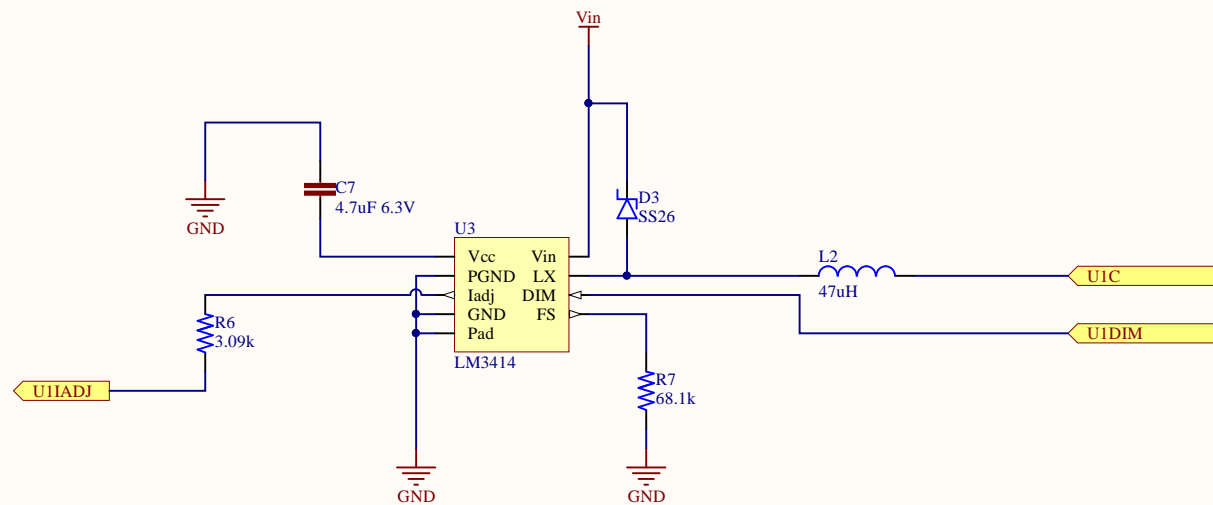 Vin
C7
4.7uF 6.3V
GND
D3
SS26
U3
Vcc Vin
PGND LX
Iadj DIM
GND FS
Pad
LM3414
L2
47uH
U1C
U1DIM
R6
3.09k
U1IADJ
R7
68.1k
GND
GND